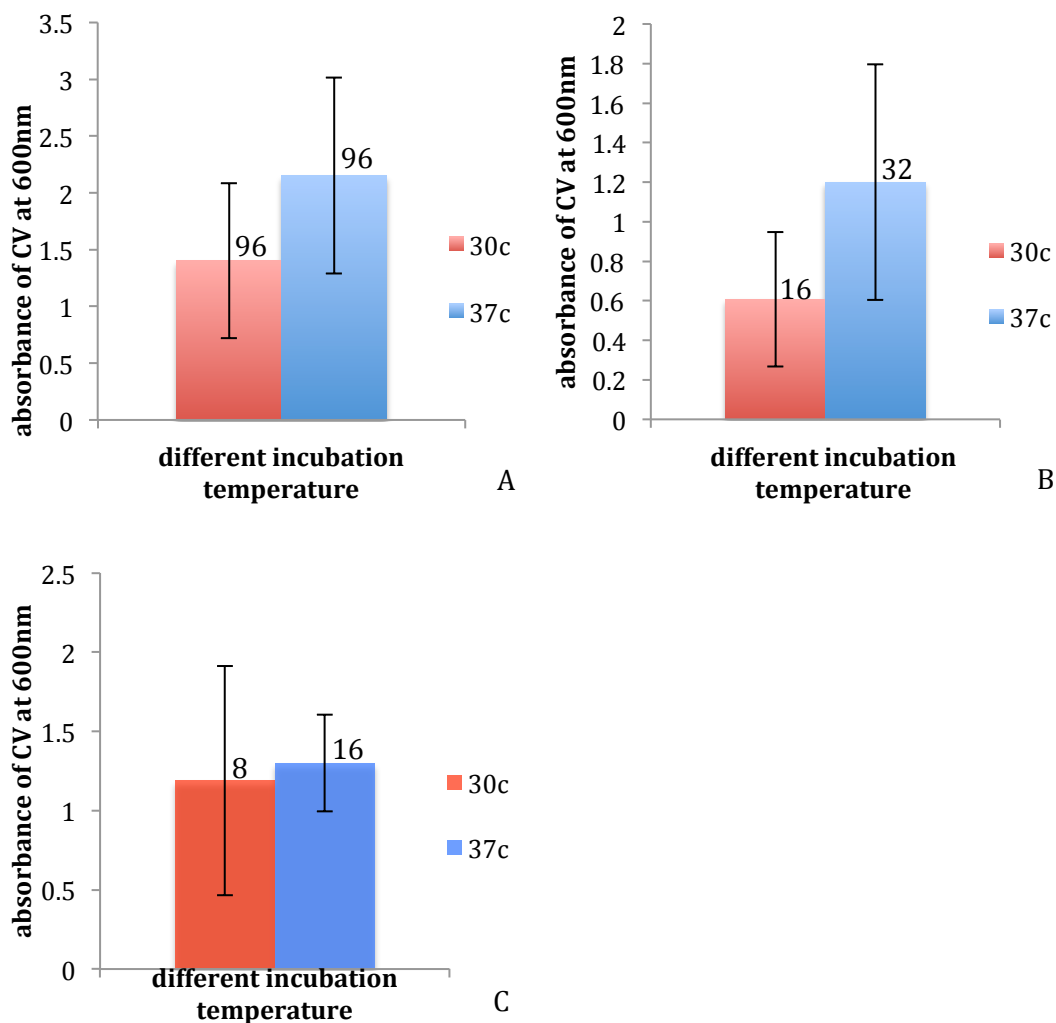 absorbance of CV at 600nm
3.5
3
2.5
2
1.5
1
0.5
0
96
96
30c
37c
different incubation
temperature
A
absorbance of CV at 600nm
2
1.8
1.6
1.4
1.2
1
0.8
0.6
0.4
0.2
0
16
32
30c
37c
different incubation
temperature
B
absorbance of CV at 600nm
2.5
2
1.5
1
0.5
0
8
16
30c
37c
different incubation
temperature
C